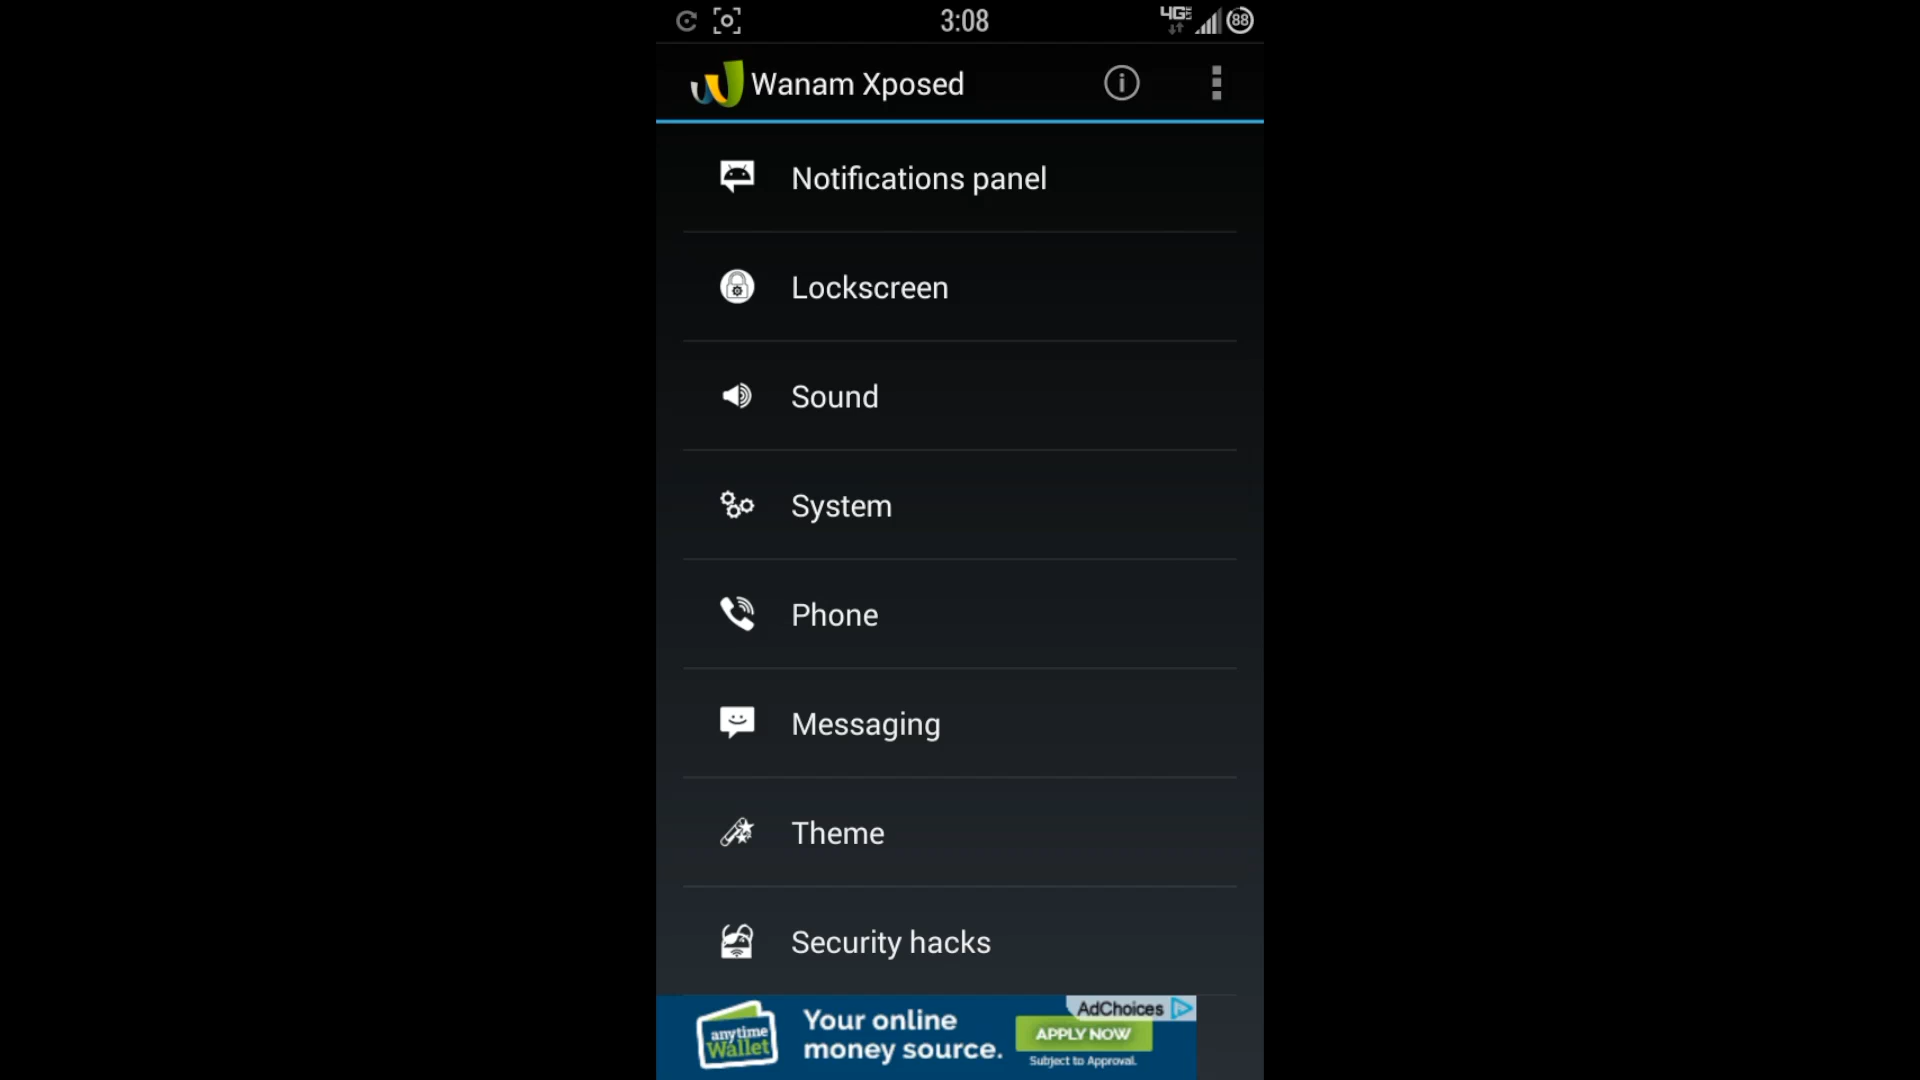 3:08
4G LTE
88
Wanam Xposed
Notifications panel
Lockscreen
Sound
System
Phone
Messaging
Theme
Security hacks
anytime
Wallet
Your online
money source.
AdChoices
APPLY NOW
Subject to Approval.